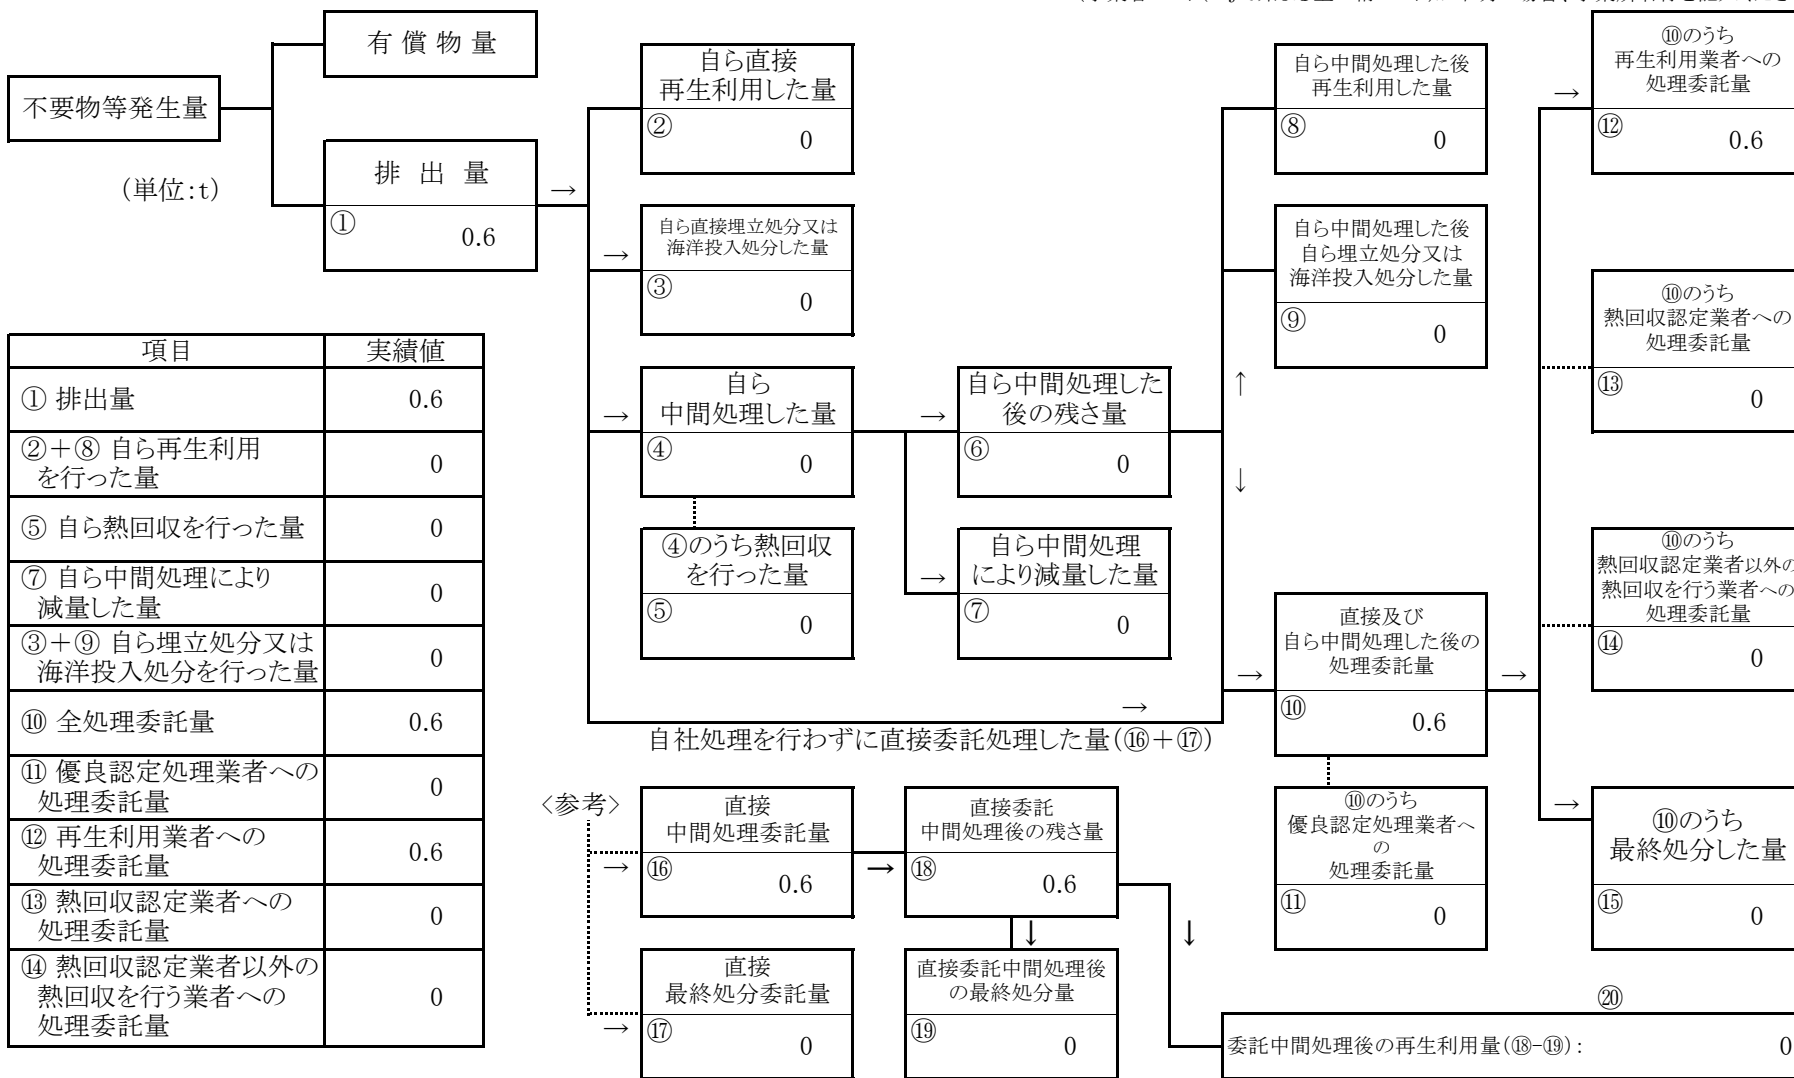 有償物量
不要物等発生量
(単位:t)
排出量
→
①
0.6
自ら直接
再生利用した量
②
0
自ら直接埋立処分又は
海洋投入処分した量
→
③
0
自ら
中間処理した量
→
④
0
④のうち熱回収
を行った量
⑤
0
→
自ら中間処理した
後の残さ量
⑥
0
→
自ら中間処理
により減量した量
⑦
0
↑
↓
自ら中間処理した後
再生利用した量
⑧
0
自ら中間処理した後
自ら埋立処分又は
海洋投入処分した量
⑨
0
→
直接及び
自ら中間処理した後の
処理委託量
⑩
0.6
→
⑩のうち
優良認定処理業者へ
の
処理委託量
⑪
0
→
⑩のうち
再生利用業者への
処理委託量
⑫
0.6
⑩のうち
熱回収認定業者への
処理委託量
⑬
0
⑩のうち
熱回収認定業者以外の
熱回収を行う業者への
処理委託量
⑭
0
→
⑩のうち
最終処分した量
⑮
0
→
自社処理を行わずに直接委託処理した量(⑯+⑰)
〈参考〉
→
直接
中間処理委託量
⑯
0.6
→
直接委託
中間処理後の残さ量
⑱
0.6
↓
↓
→
直接
最終処分委託量
⑰
0
直接委託中間処理後
の最終処分量
⑲
0
⑳
委託中間処理後の再生利用量(⑱-⑲):
0
項目 実績値
① 排出量 0.6
②+⑧ 自ら再生利用
を行った量 0
⑤ 自ら熱回収を行った量 0
⑦ 自ら中間処理により
減量した量 0
③+⑨ 自ら埋立処分又は
海洋投入処分を行った量 0
⑩ 全処理委託量 0.6
⑪ 優良認定処理業者への
処理委託量 0
⑫ 再生利用業者への
処理委託量 0.6
⑬ 熱回収認定業者への
処理委託量 0
⑭ 熱回収認定業者以外の
熱回収を行う業者への
処理委託量 0